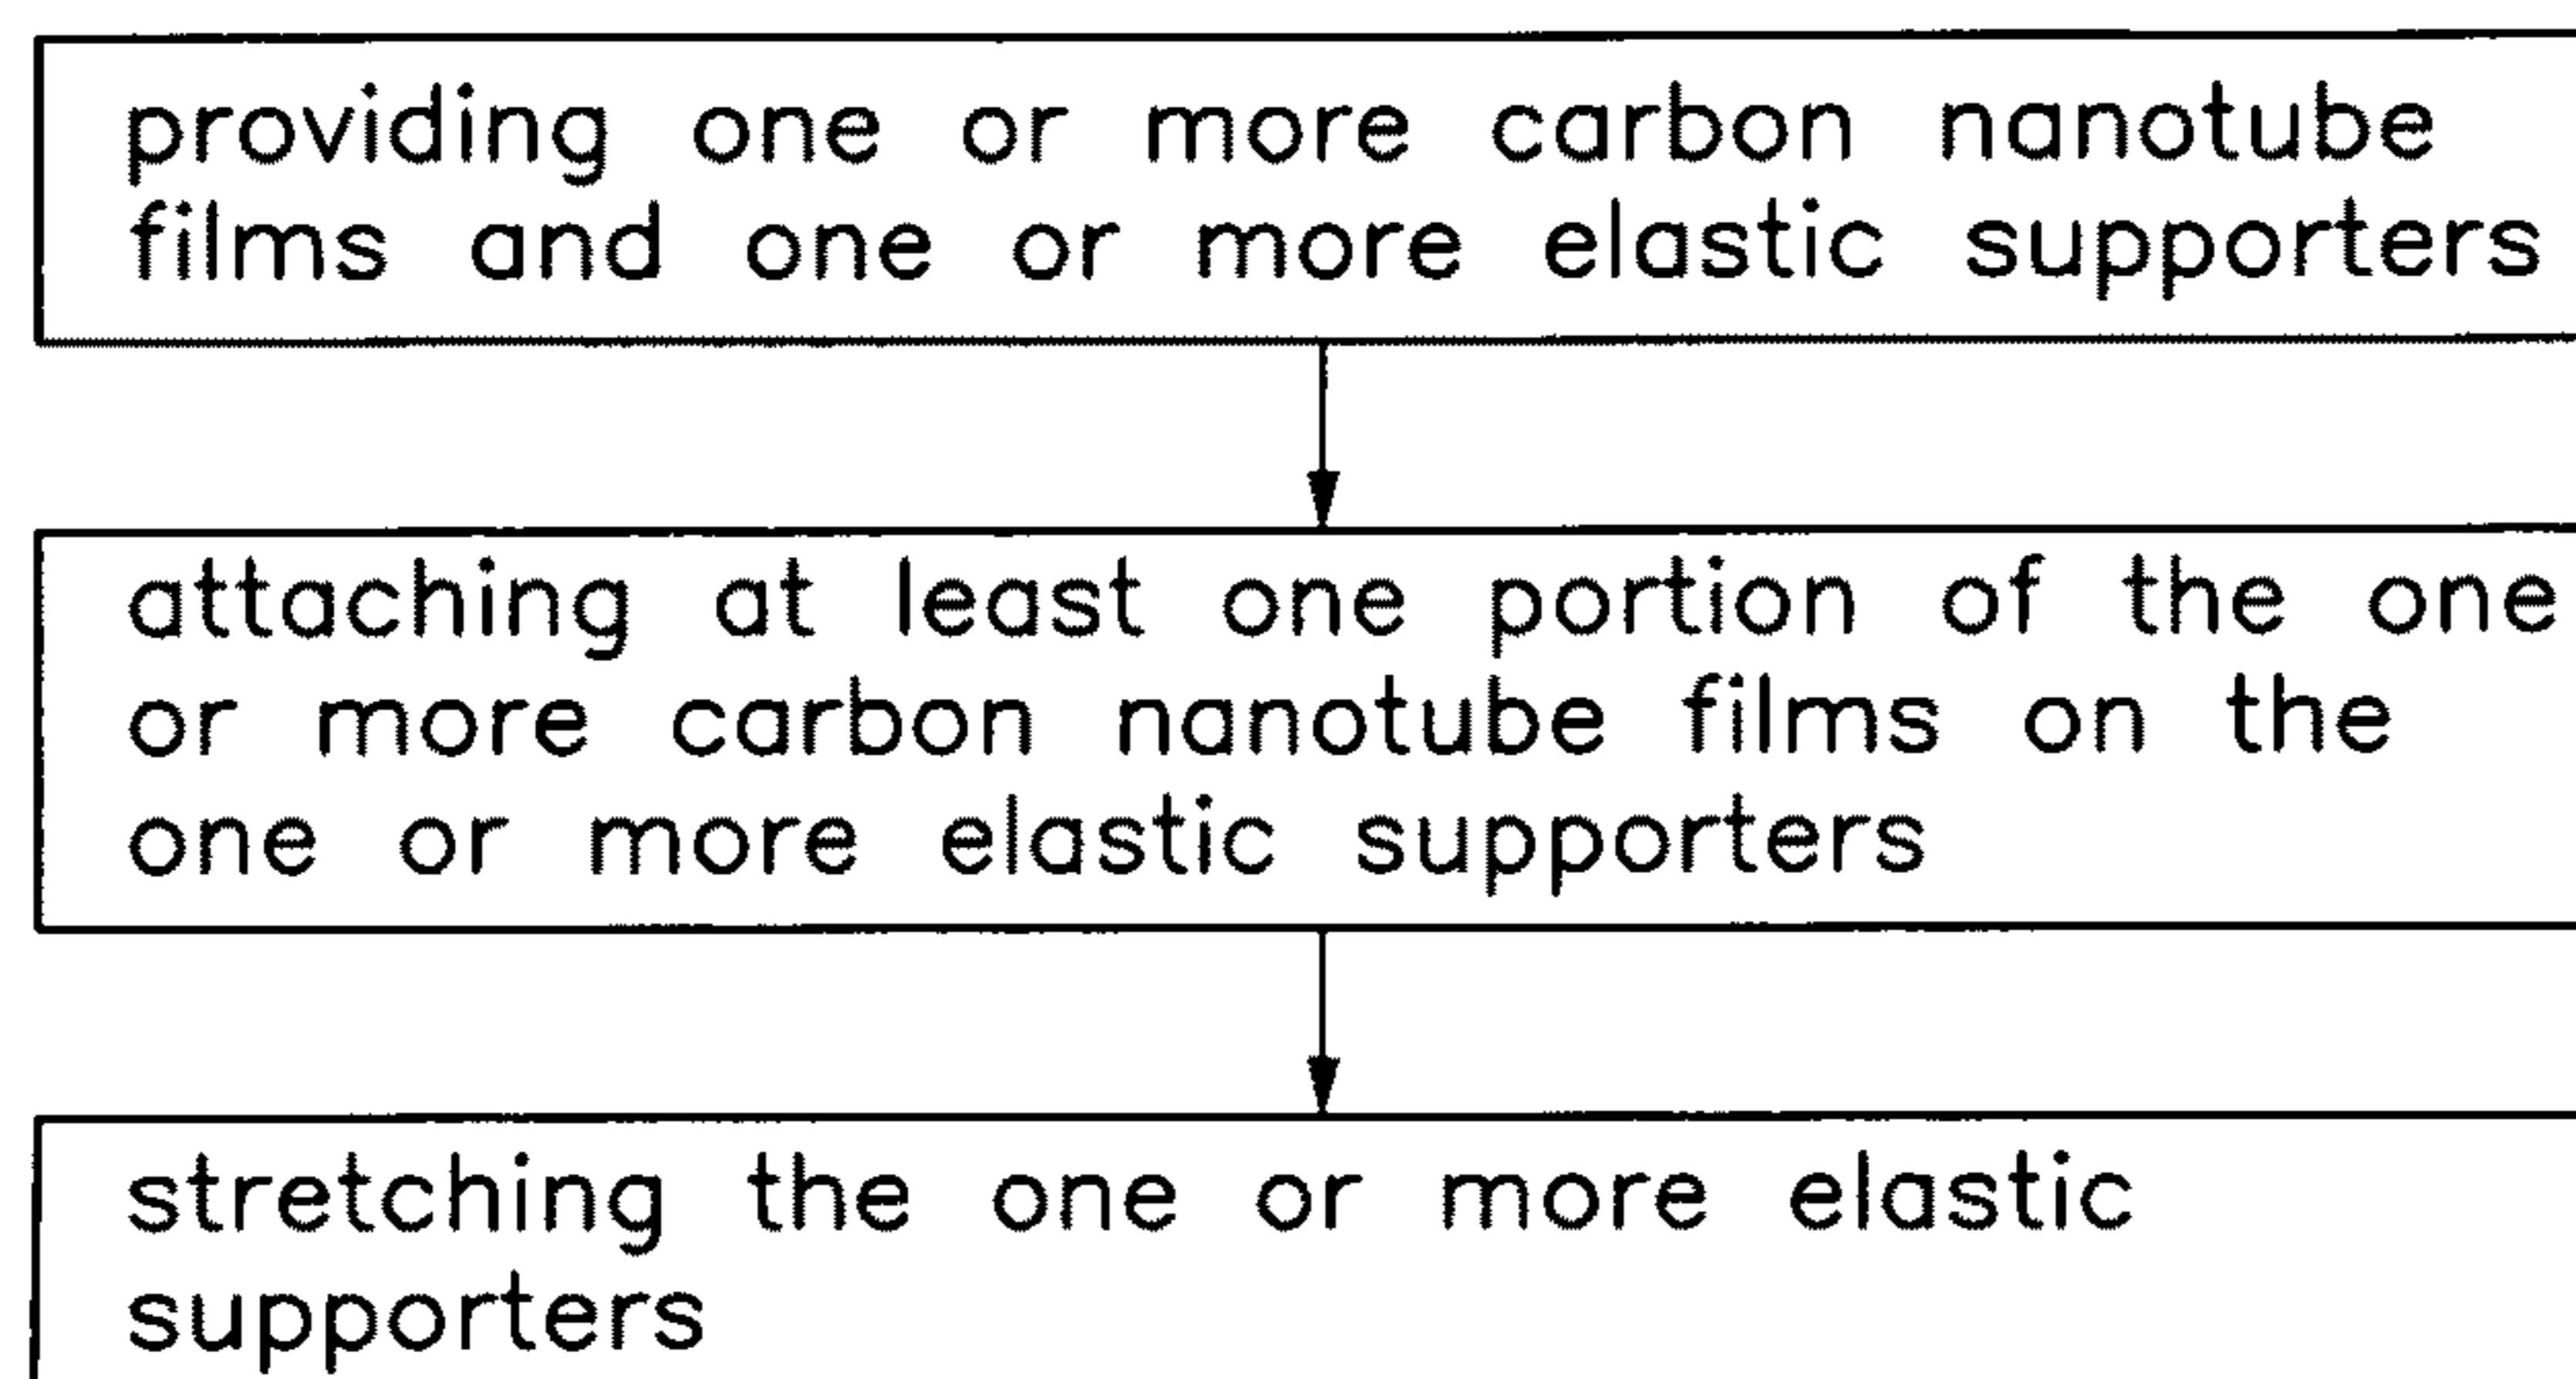 providing one or more carbon nanotube
films and one or more elastic supporters
attaching at least one portion of the one
or more carbon nanotube films on the
one or more elastic supporters
stretching the one or more elastic
supporters